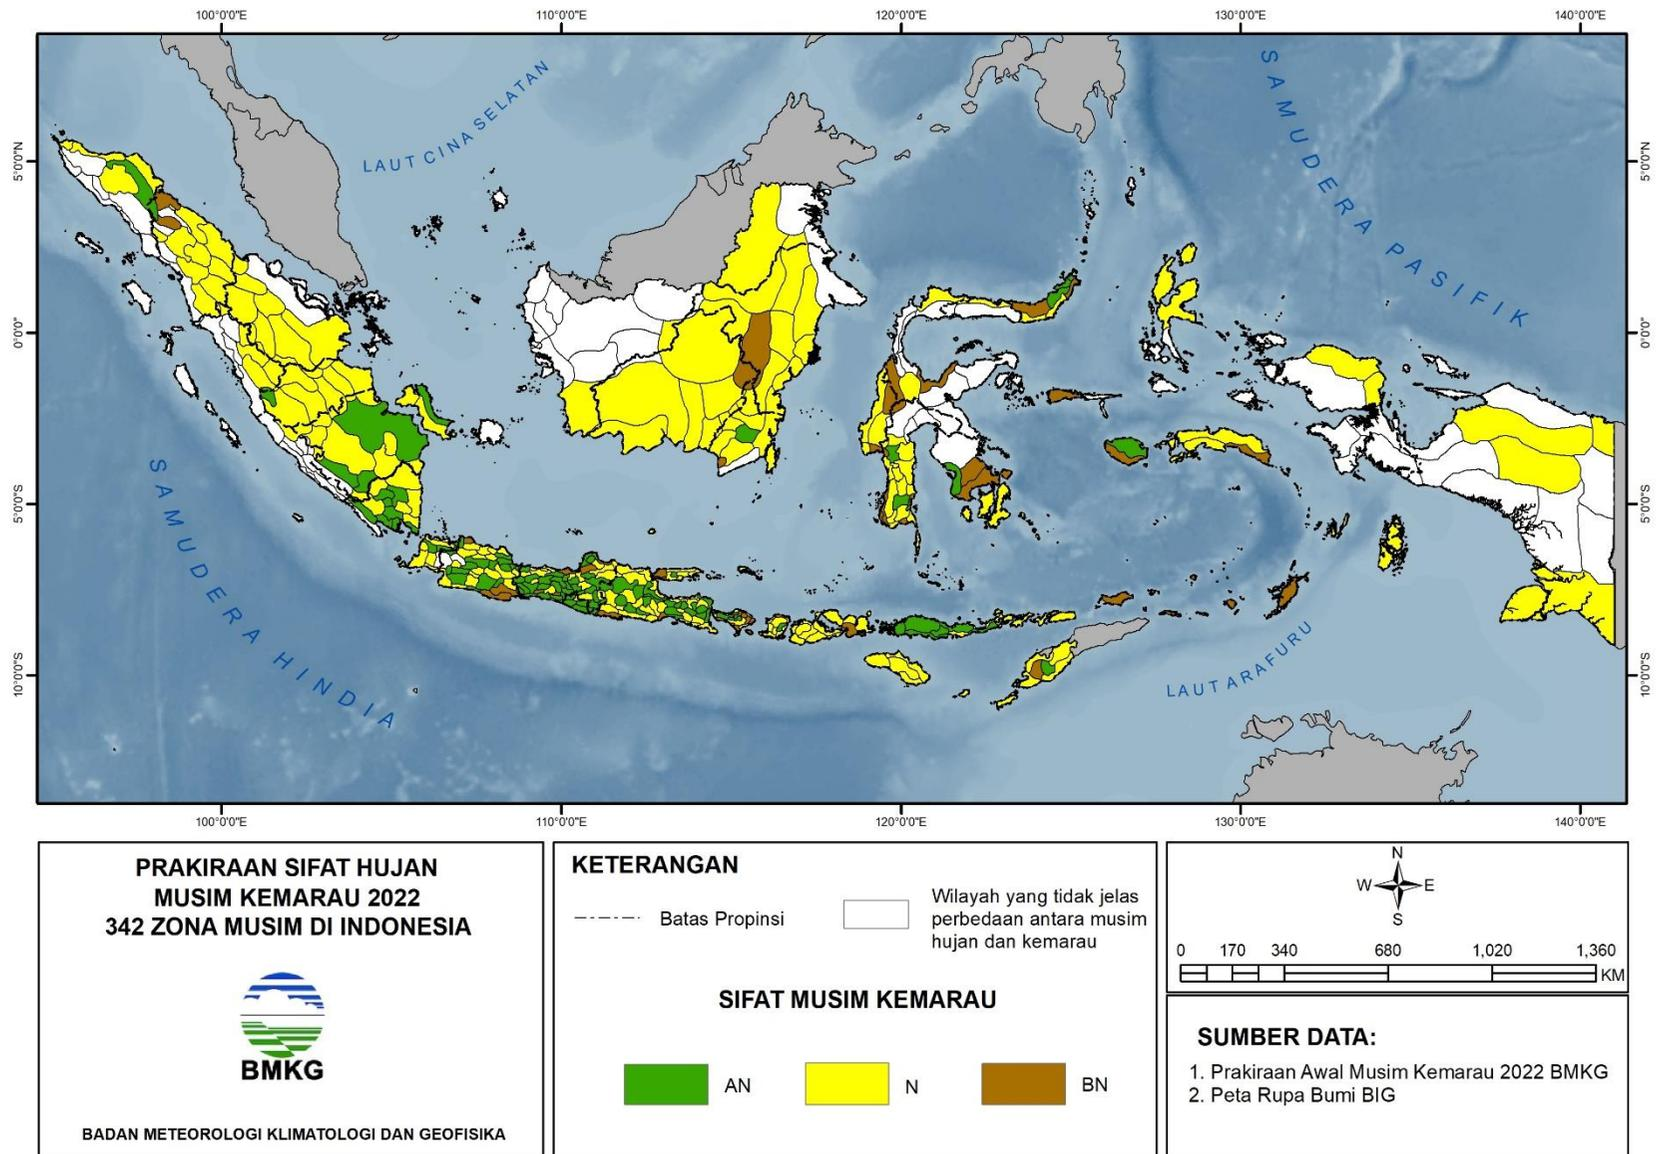 100°0'0"E 110°0'0"E 120°0'0"E 130°0'0"E 140°0'0"E
5°0'0"N
0°0'0"
5°0'0"S
10°0'0"S
LAUT CINA SELATAN
SAMUDERA PASIFIK
SAMUDERA HINDIA
LAUT ARAFURU
5°0'0"N
0°0'0"
5°0'0"S
10°0'0"S
100°0'0"E 110°0'0"E 120°0'0"E 130°0'0"E 140°0'0"E
PRAKIRAAN SIFAT HUJAN
MUSIM KEMARAU 2022
342 ZONA MUSIM DI INDONESIA
BMKG
BADAN METEOROLOGI KLIMATOLOGI DAN GEOFISIKA
KETERANGAN
Batas Propinsi
Wilayah yang tidak jelas
perbedaan antara musim
hujan dan kemarau
SIFAT MUSIM KEMARAU
AN N BN
N
W E
S
0 170 340 680 1,020 1,360
KM
SUMBER DATA:
1. Prakiraan Awal Musim Kemarau 2022 BMKG
2. Peta Rupa Bumi BIG